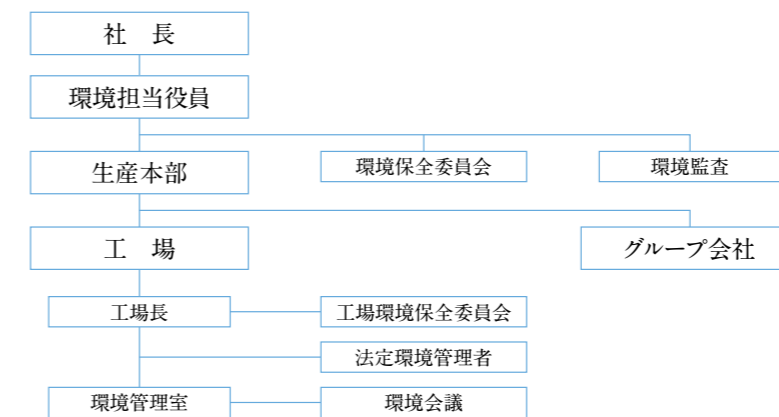 社　長
環境担当役員
生産本部
環境保全委員会
環境監査
工　場
グループ会社
工場長
工場環境保全委員会
法定環境管理者
環境管理室
環境会議